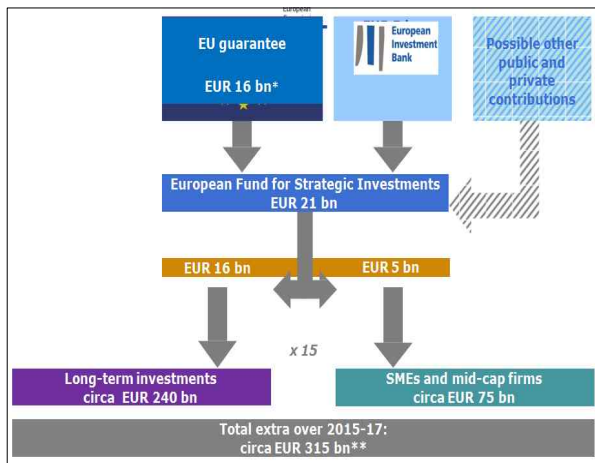 EU guarantee
EUR 16 bn*
European
Investment
Bank
Possible other
public and
private
contributions
European Fund for Strategic Investments
EUR 21 bn
EUR 16 bn
EUR 5 bn
x 15
Long-term investments
circa EUR 240 bn
SMEs and mid-cap firms
circa EUR 75 bn
Total extra over 2015-17:
circa EUR 315 bn**